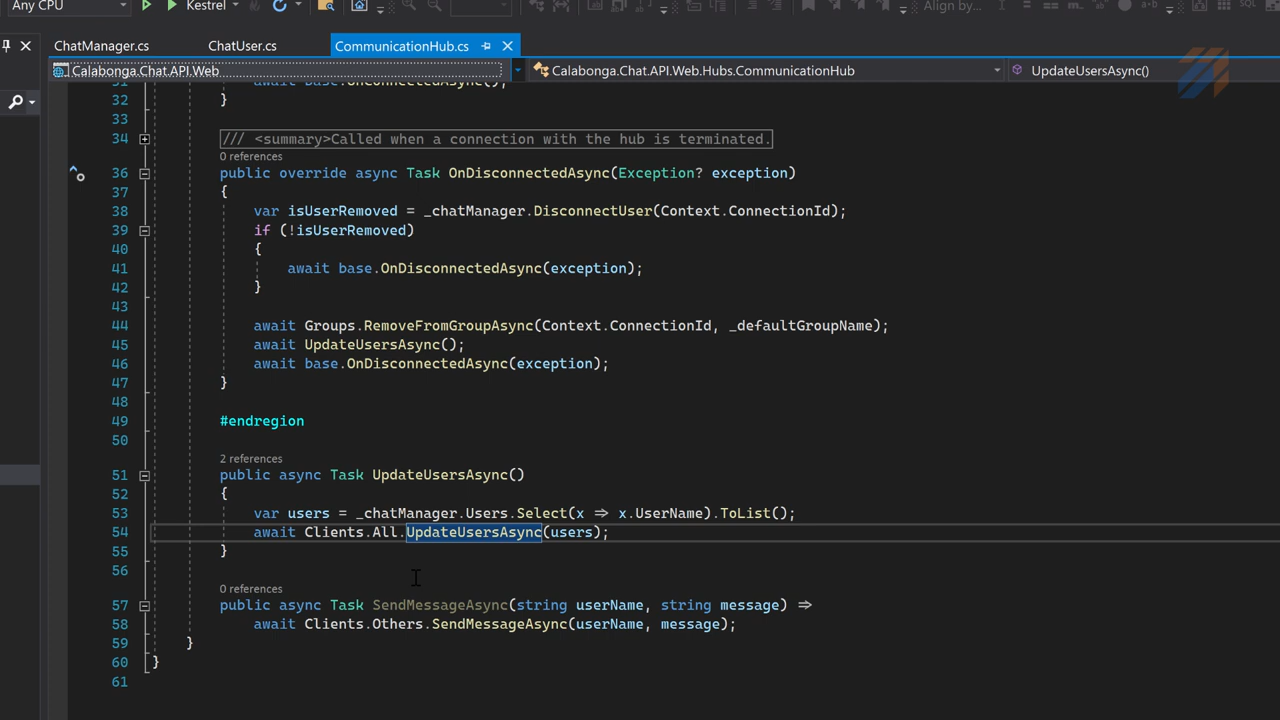 Any CPU Kestrel Align by...
ChatManager.cs ChatUser.cs CommunicationHub.cs
Calabonga.Chat.API.Web Calabonga.Chat.API.Web.Hubs.CommunicationHub UpdateUsersAsync()
31 await base.OnConnectedAsync();
32 }
33
34 /// <summary>Called when a connection with the hub is terminated.
0 references
36 public override async Task OnDisconnectedAsync(Exception? exception)
37 {
38 var isUserRemoved = _chatManager.DisconnectUser(Context.ConnectionId);
39 if (!isUserRemoved)
40 {
41 await base.OnDisconnectedAsync(exception);
42 }
43
44 await Groups.RemoveFromGroupAsync(Context.ConnectionId, _defaultGroupName);
45 await UpdateUsersAsync();
46 await base.OnDisconnectedAsync(exception);
47 }
48
49 #endregion
50
2 references
51 public async Task UpdateUsersAsync()
52 {
53 var users = _chatManager.Users.Select(x => x.UserName).ToList();
54 await Clients.All.UpdateUsersAsync(users);
55 }
56
0 references
57 public async Task SendMessageAsync(string userName, string message) =>
58 await Clients.Others.SendMessageAsync(userName, message);
59 }
60 }
61